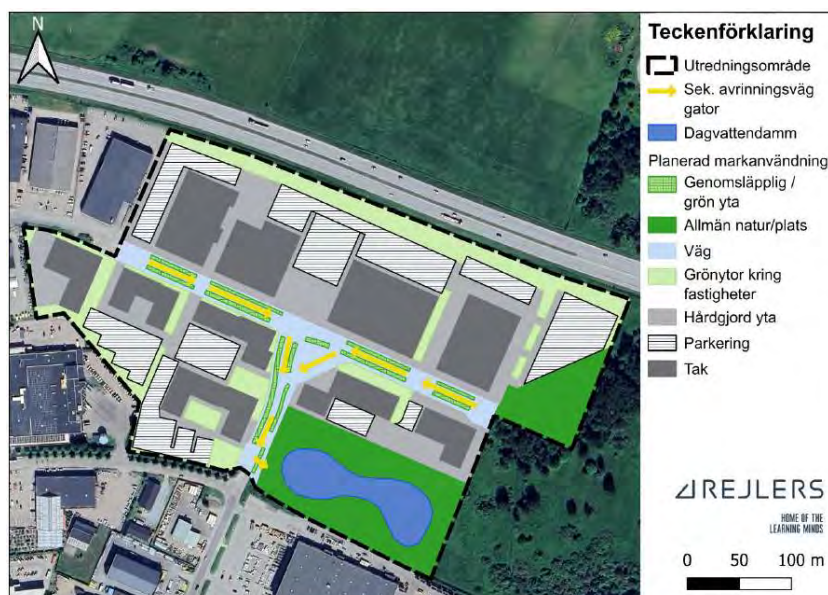 N
Teckenförklaring
Utredningsområde
Sek. avrinningsväg
gator
Dagvattendamm
Planerad markanvändning
Genomsläpplig /
grön yta
Allmän natur/plats
Väg
Grönytor kring
fastigheter
Hårdgjord yta
Parkering
Tak
REJLERS
HOME OF THE
LEARNING MINDS
0 50 100 m